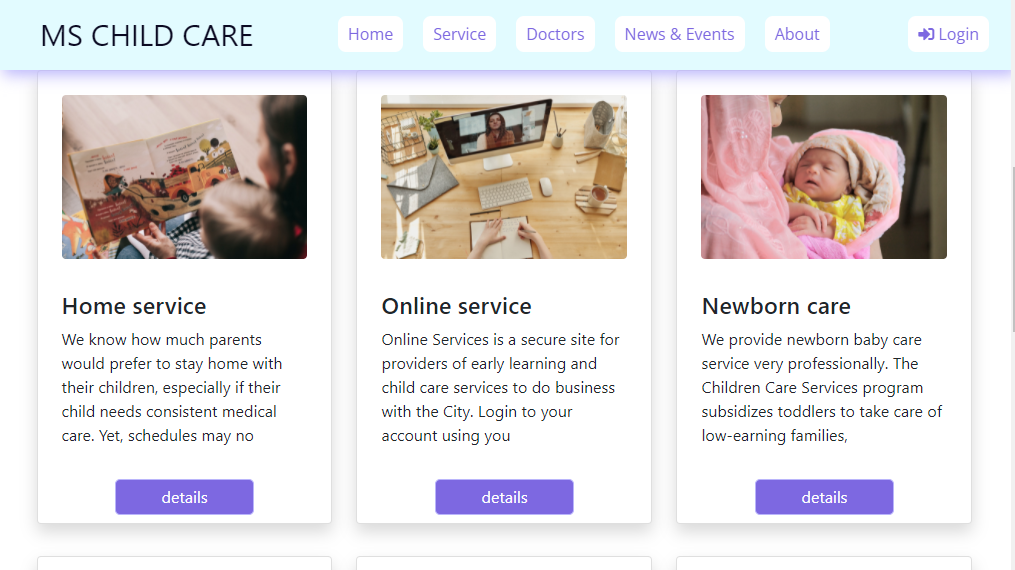 MS CHILD CARE
Home
Service
Doctors
News & Events
About
Login
Home service
We know how much parents
would prefer to stay home with
their children, especially if their
child needs consistent medical
care. Yet, schedules may no
details
Online service
Online Services is a secure site for
providers of early learning and
child care services to do business
with the City. Login to your
account using you
details
Newborn care
We provide newborn baby care
service very professionally. The
Children Care Services program
subsidizes toddlers to take care of
low-earning families,
details